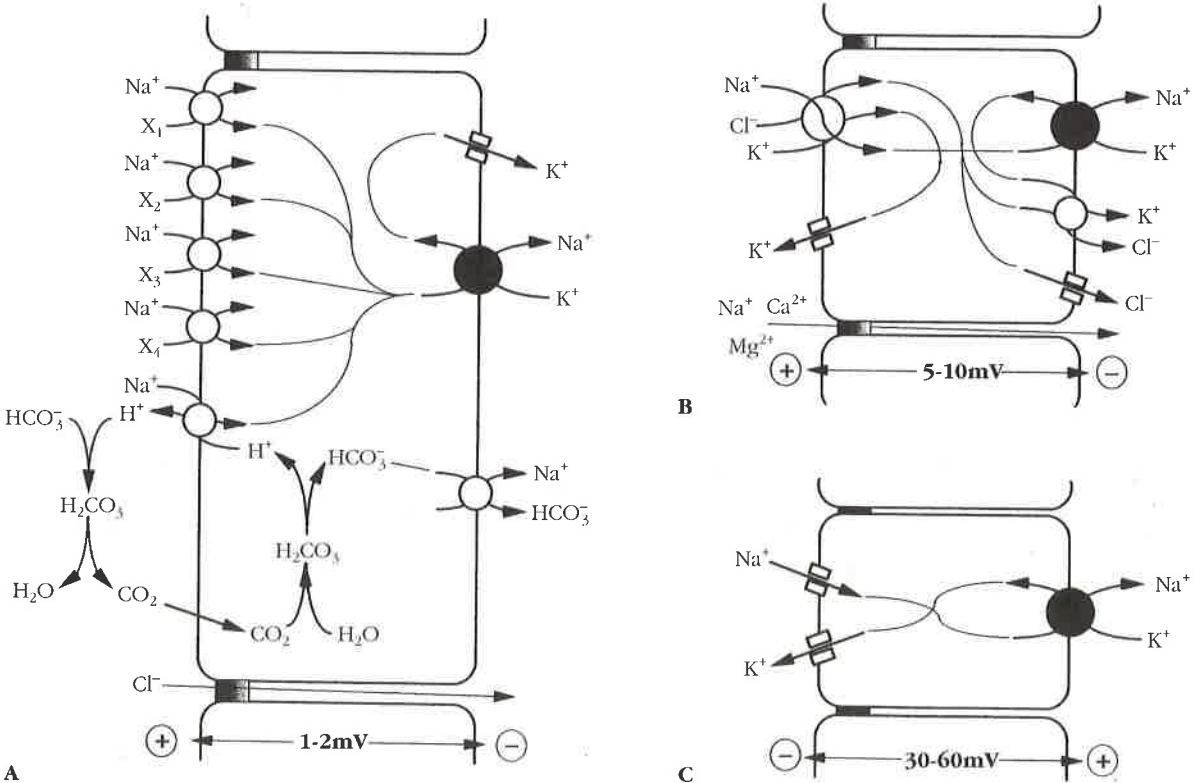 Na⁺
X₁
Na⁺
X₂
Na⁺
X₃
Na⁺
X₄
Na⁺
HCO₃⁻ H⁺
H⁺
HCO₃⁻
H₂CO₃
H₂O CO₂
H₂CO₃
CO₂ H₂O
K⁺
Na⁺
K⁺
Na⁺
HCO₃⁻
Cl⁻
+ 1-2mV −
A
Na⁺
Cl⁻
K⁺
K⁺
Na⁺
K⁺
K⁺
Cl⁻
Cl⁻
Na⁺ Ca²⁺
Mg²⁺
+ 5-10mV −
B
Na⁺
K⁺
Na⁺
K⁺
− 30-60mV +
C